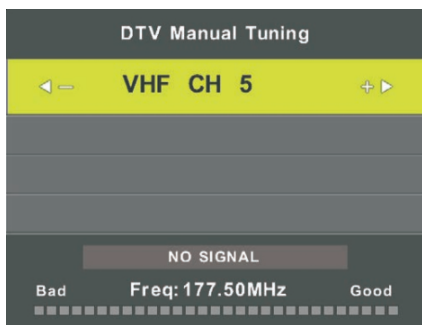 DTV Manual Tuning
VHF CH 5
NO SIGNAL
Bad Freq:177.50MHz Good